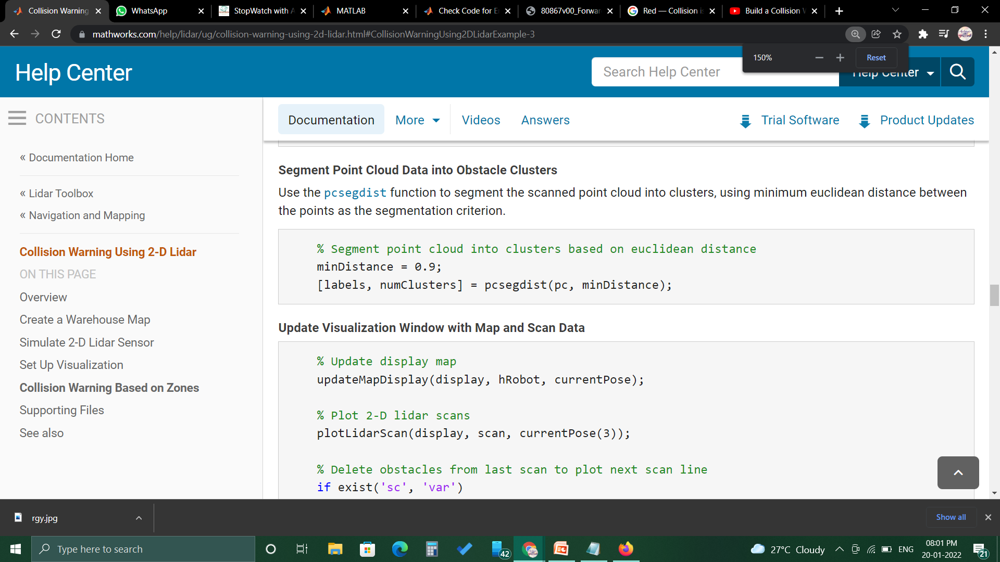 Collision Warning
WhatsApp
StopWatch with A
MATLAB
Check Code for E
80867v00_Forwar
Red — Collision i
Build a Collision
mathworks.com/help/lidar/ug/collision-warning-using-2d-lidar.html#CollisionWarningUsing2DLidarExample-3
150%
Reset
Help Center
Search Help Center
Help Center
CONTENTS
Documentation
More
Videos
Answers
Trial Software
Product Updates
« Documentation Home
« Lidar Toolbox
« Navigation and Mapping
Collision Warning Using 2-D Lidar
ON THIS PAGE
Overview
Create a Warehouse Map
Simulate 2-D Lidar Sensor
Set Up Visualization
Collision Warning Based on Zones
Supporting Files
See also
Segment Point Cloud Data into Obstacle Clusters
Use the pcsegdist function to segment the scanned point cloud into clusters, using minimum euclidean distance between
the points as the segmentation criterion.
% Segment point cloud into clusters based on euclidean distance
minDistance = 0.9;
[labels, numClusters] = pcsegdist(pc, minDistance);
Update Visualization Window with Map and Scan Data
% Update display map
updateMapDisplay(display, hRobot, currentPose);
% Plot 2-D lidar scans
plotLidarScan(display, scan, currentPose(3));
% Delete obstacles from last scan to plot next scan line
if exist('sc', 'var')
rgy.jpg
Show all
Type here to search
42
27°C Cloudy
ENG
08:01 PM
20-01-2022
21